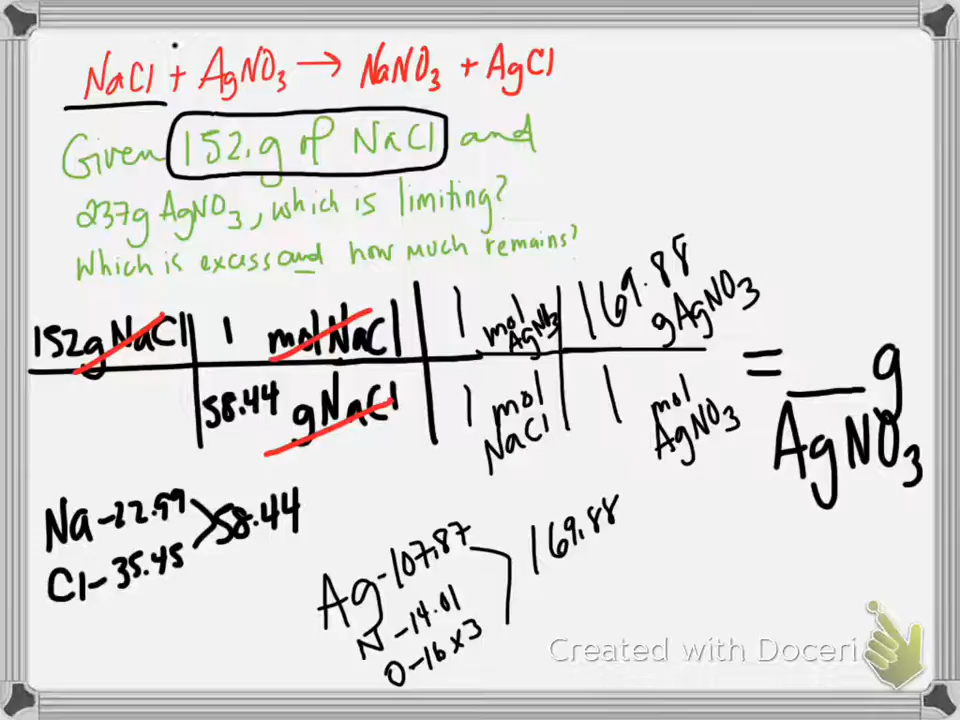 NaCl + AgNO₃ → NaNO₃ + AgCl
Given 152.g of NaCl and
237g AgNO₃, which is limiting?
Which is excess and how much remains?
152g NaCl 1 mol NaCl 1 mol AgNO₃ 169.88 g AgNO₃
58.44 g NaCl 1 mol NaCl 1 mol AgNO₃
= __ g AgNO₃
Na-22.99
Cl-35.45
58.44
Ag-107.87
N-14.01
O-16x3
169.88
Created with Doceri